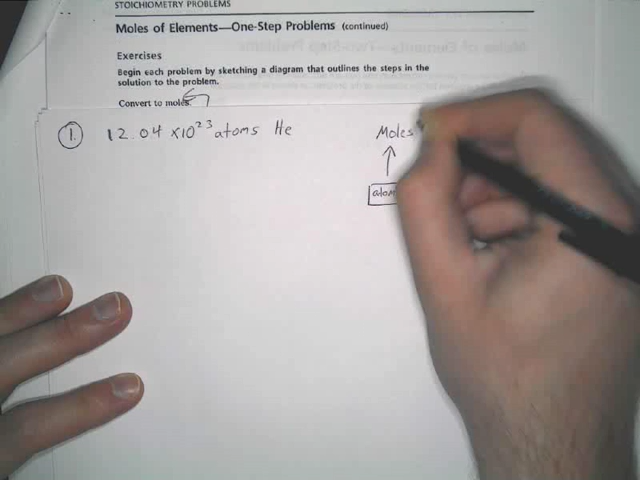 STOICHIOMETRY PROBLEMS
Moles of Elements—One-Step Problems (continued)
Exercises
Begin each problem by sketching a diagram that outlines the steps in the
solution to the problem.
Convert to moles
1. 12.04 x10²³ atoms He
Moles